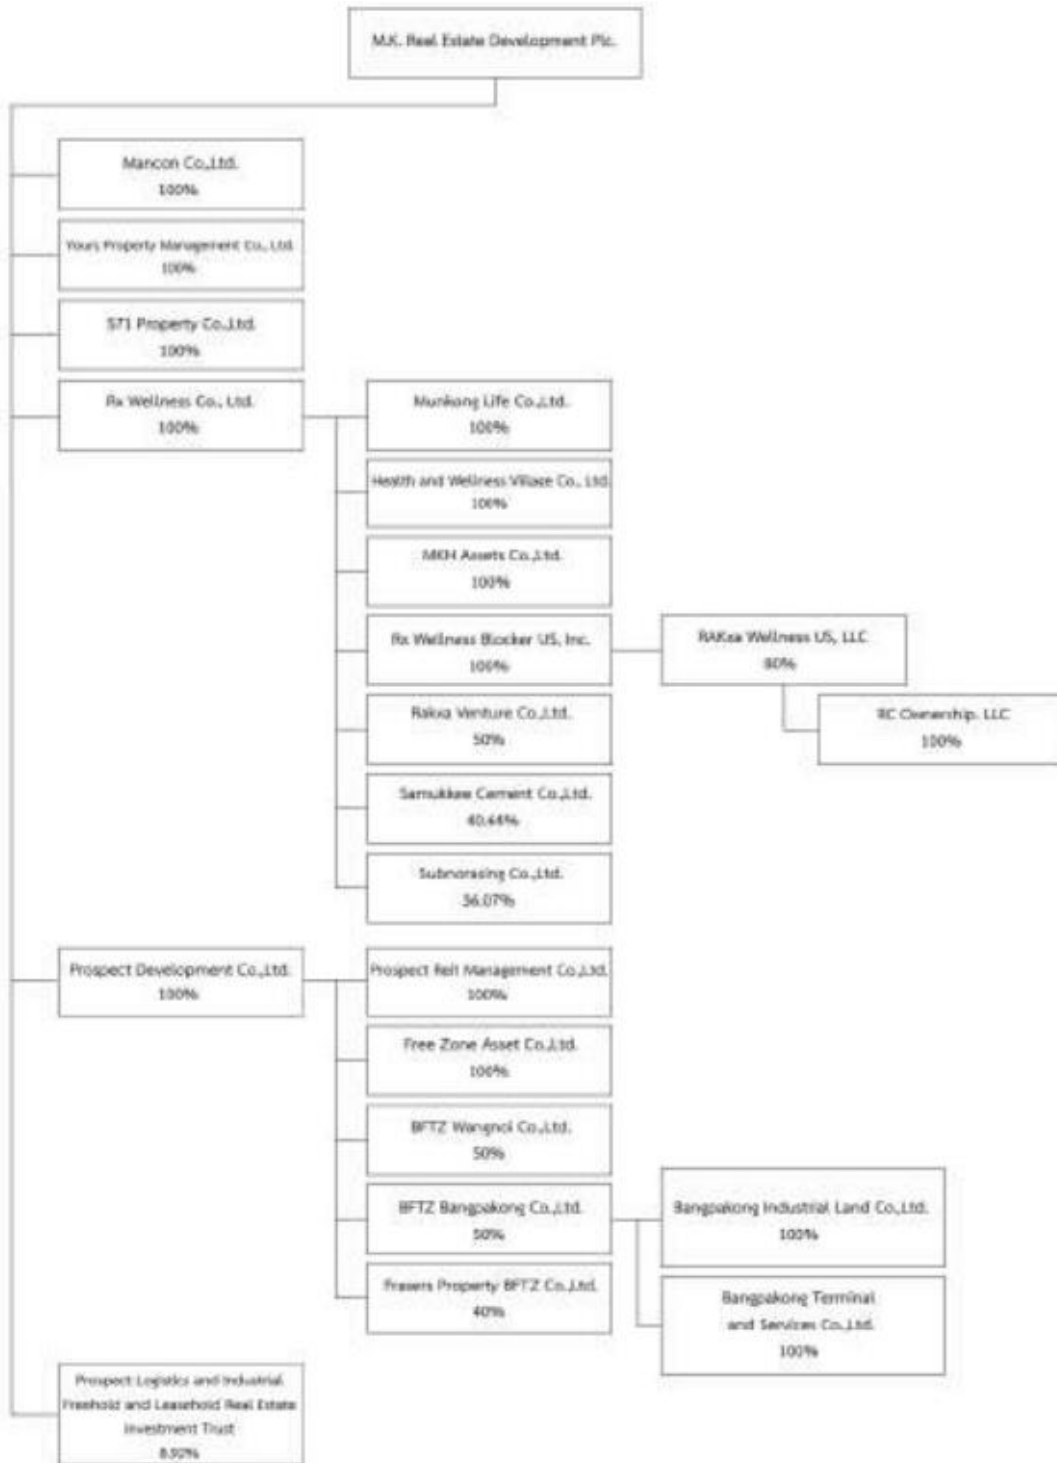 M.K. Real Estate Development Plc.
Mancon Co.,Ltd.
100%
Yours Property Management Co., Ltd.
100%
S71 Property Co.,Ltd.
100%
Rx Wellness Co., Ltd.
100%
Munkong Life Co.,Ltd.
100%
Health and Wellness Village Co., Ltd.
100%
MKH Assets Co.,Ltd.
100%
Rx Wellness Blocker US, Inc.
100%
RAKxa Wellness US, LLC
80%
RC Ownership, LLC
100%
Rakxa Venture Co.,Ltd.
50%
Samukkee Cement Co.,Ltd.
40.64%
Subnorasing Co.,Ltd.
36.07%
Prospect Development Co.,Ltd.
100%
Prospect Reit Management Co.,Ltd.
100%
Free Zone Asset Co.,Ltd.
100%
BFTZ Wangnoi Co.,Ltd.
50%
BFTZ Bangpakong Co.,Ltd.
50%
Bangpakong Industrial Land Co.,Ltd.
100%
Bangpakong Terminal
and Services Co.,Ltd.
100%
Frasers Property BFTZ Co.,Ltd.
40%
Prospect Logistics and Industrial
Freehold and Leasehold Real Estate
Investment Trust
8.92%